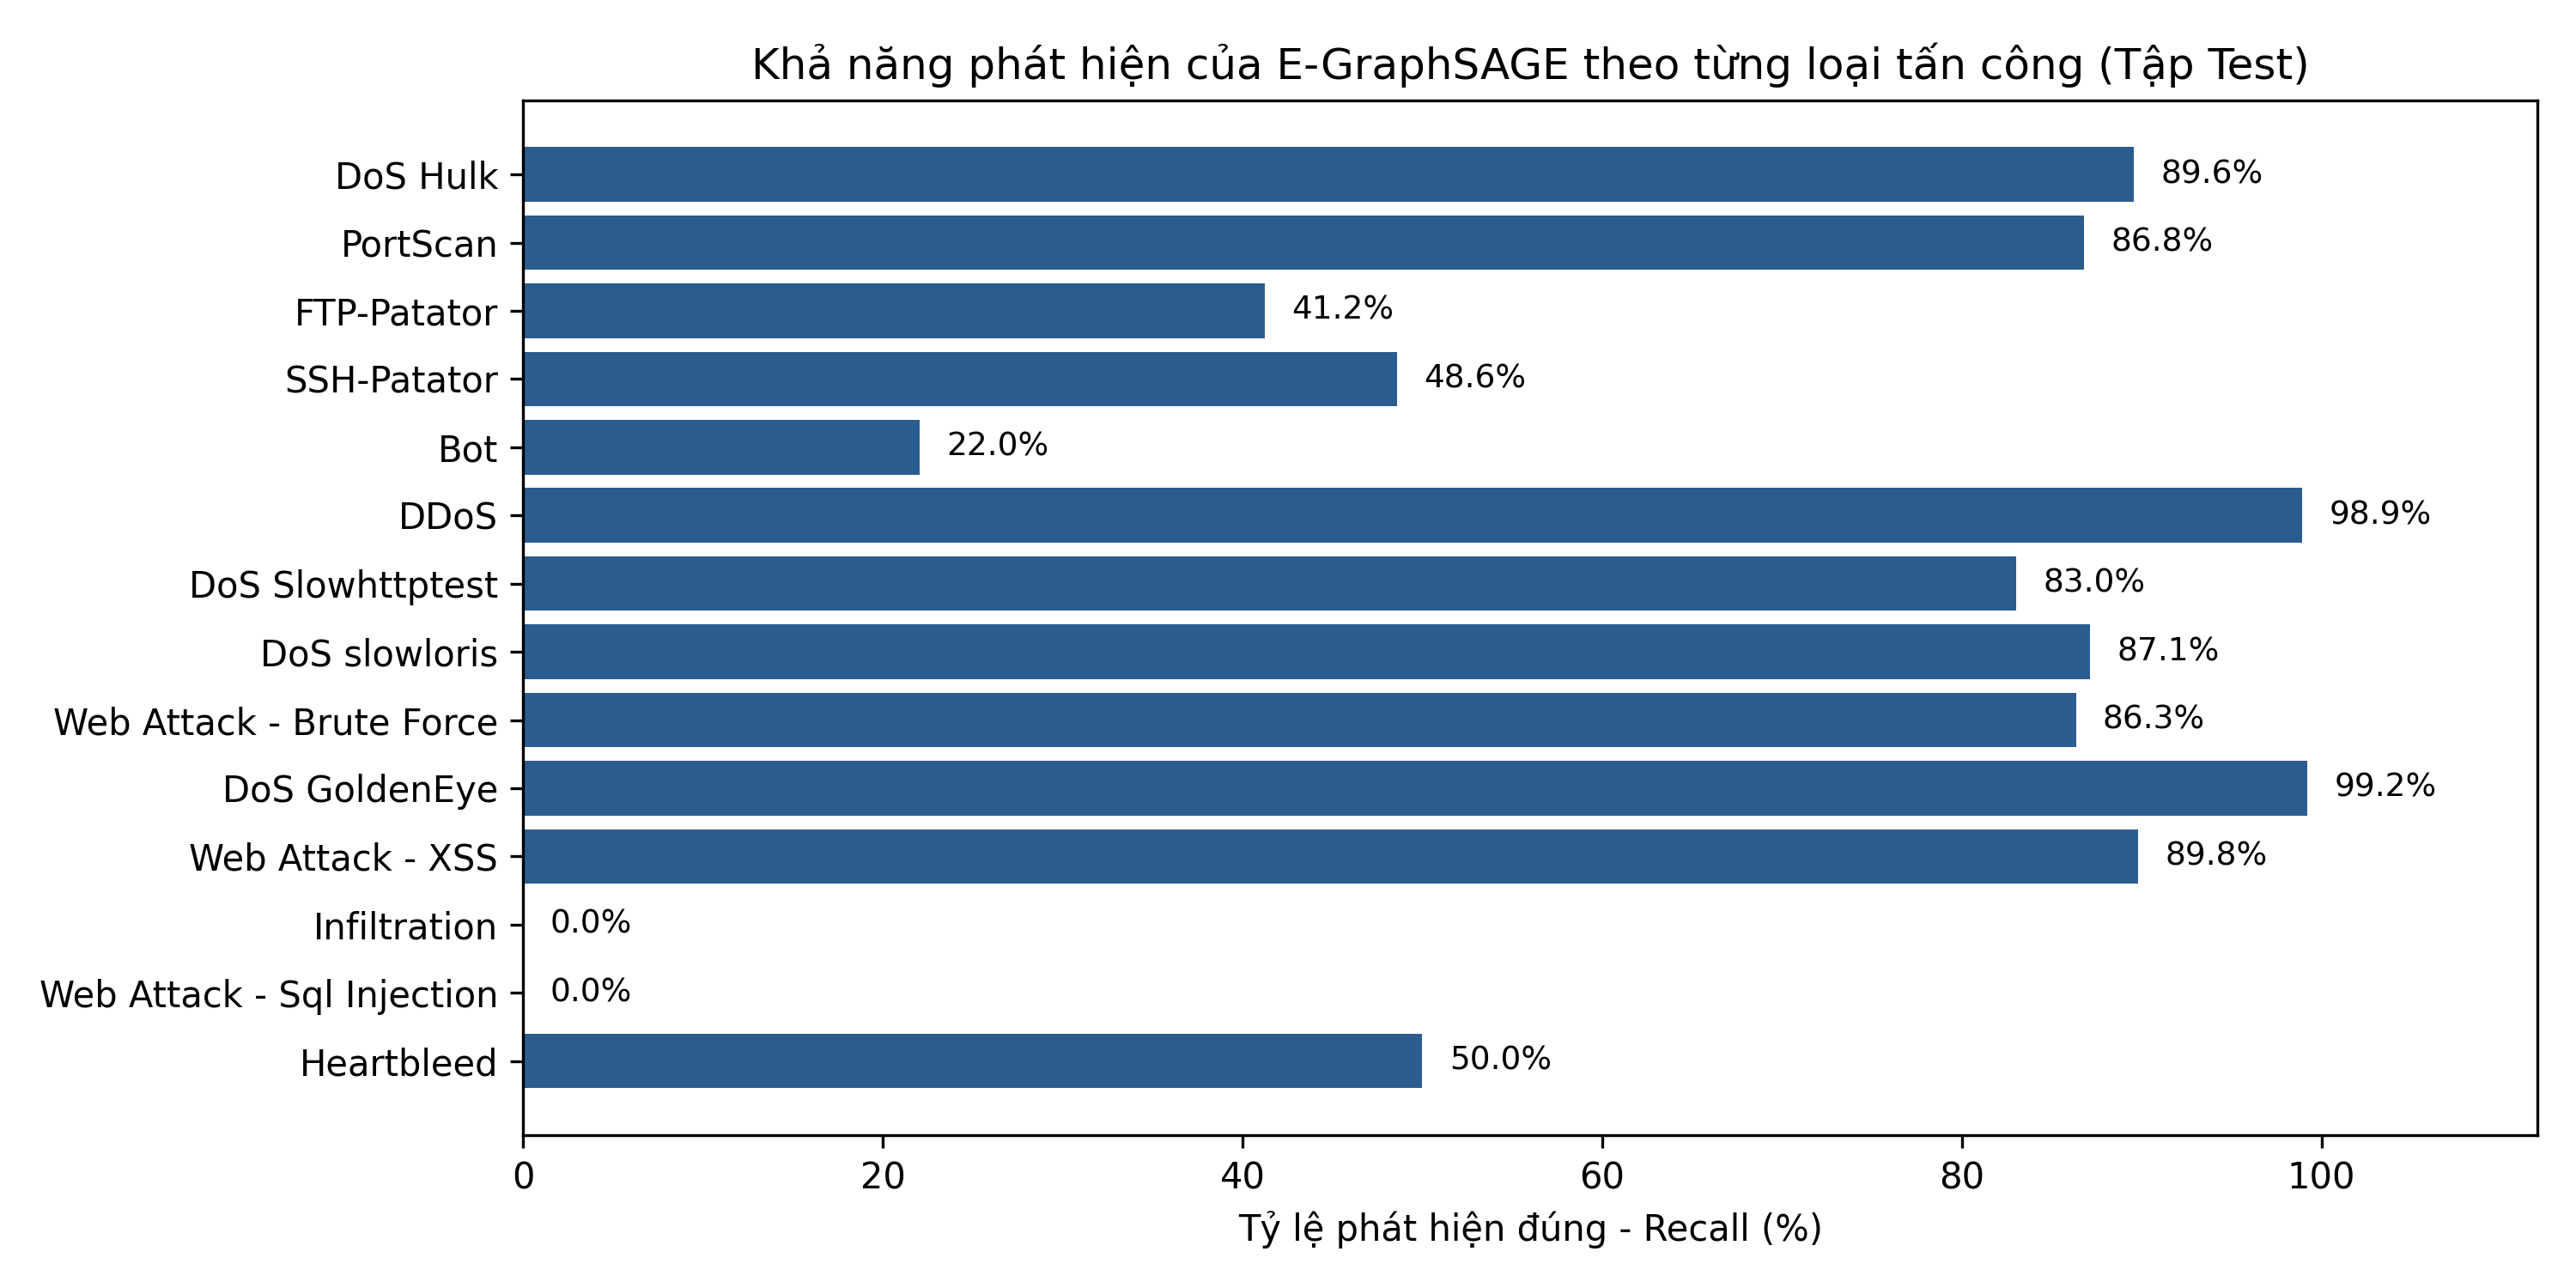 Khả năng phát hiện của E-GraphSAGE theo từng loại tấn công (Tập Test)
DoS Hulk 89.6%
PortScan 86.8%
FTP-Patator 41.2%
SSH-Patator 48.6%
Bot 22.0%
DDoS 98.9%
DoS Slowhttptest 83.0%
DoS slowloris 87.1%
Web Attack - Brute Force 86.3%
DoS GoldenEye 99.2%
Web Attack - XSS 89.8%
Infiltration 0.0%
Web Attack - Sql Injection 0.0%
Heartbleed 50.0%
0 20 40 60 80 100
Tỷ lệ phát hiện đúng - Recall (%)